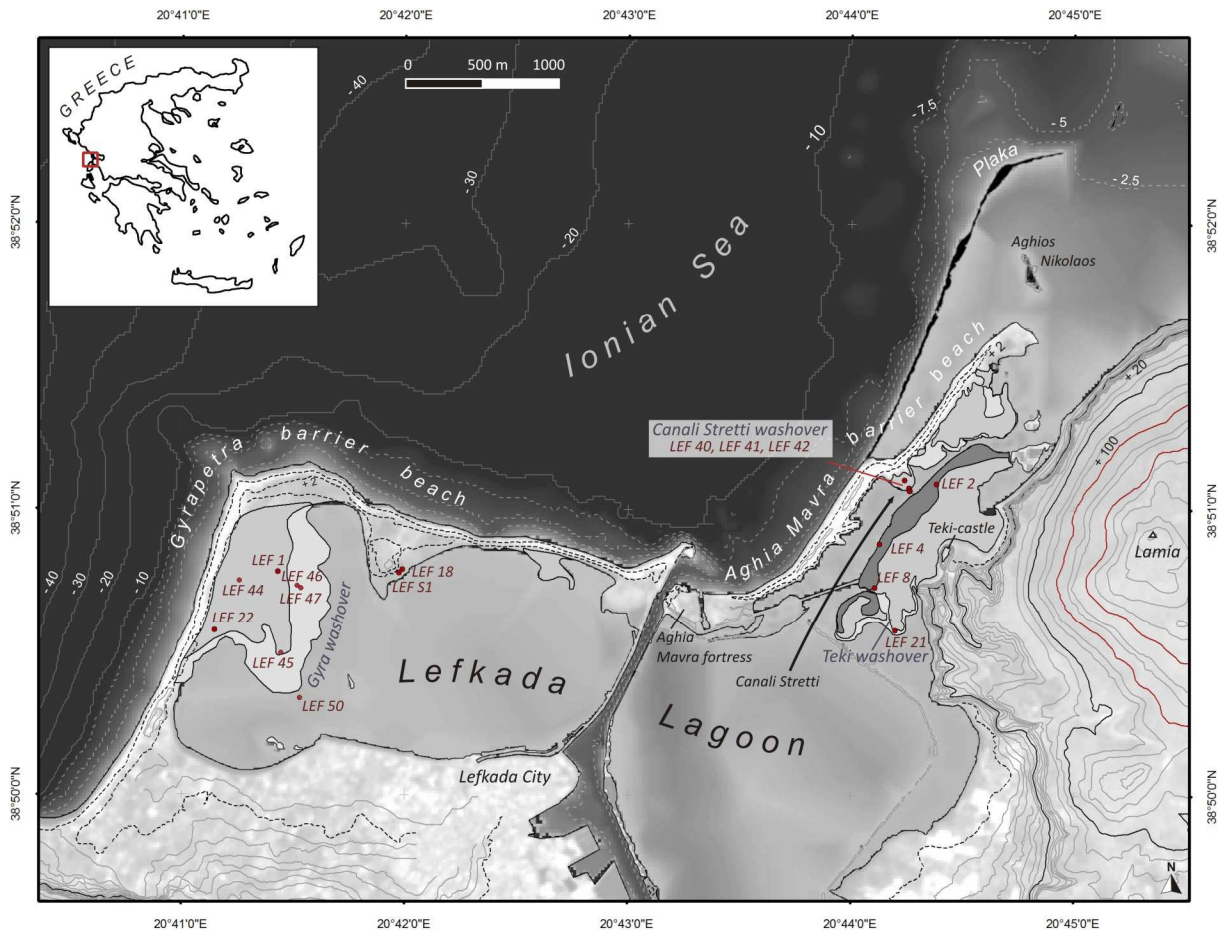 20°41'0"E
20°42'0"E
20°43'0"E
20°44'0"E
20°45'0"E
GREECE
0 500 m 1000
-40
-30
-20
-10
-7.5
-5
-2.5
Plaka
38°52'0"N
38°52'0"N
Aghios
Nikolaos
Ionian Sea
+2
+20
+100
Canali Stretti washover
LEF 40, LEF 41, LEF 42
Aghia Mavra barrier beach
Gyrapetra barrier beach
+2
38°51'0"N
38°51'0"N
LEF 2
Teki-castle
Lamia
LEF 4
LEF 1
LEF 46
LEF 18
LEF 44
LEF 47
LEF S1
LEF 8
-40
-30
-20
-10
LEF 22
LEF 21
Aghia
Mavra fortress
Teki washover
LEF 45
Gyra washover
Canali Stretti
LEF 50
Lefkada
Lagoon
Lefkada City
38°50'0"N
38°50'0"N
N
20°41'0"E
20°42'0"E
20°43'0"E
20°44'0"E
20°45'0"E